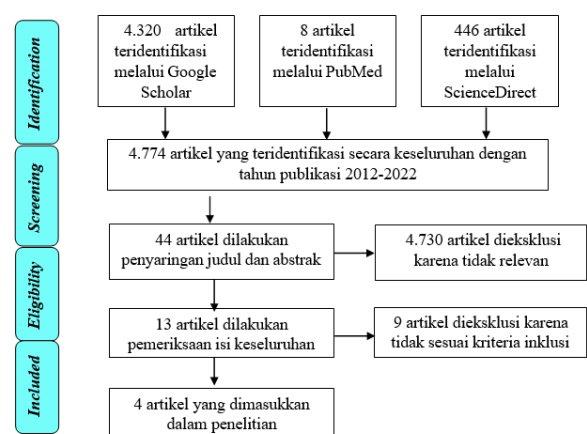 Identification
4.320 artikel
teridentifikasi
melalui Google
Scholar
8 artikel
teridentifikasi
melalui PubMed
446 artikel
teridentifikasi
melalui
ScienceDirect
Screening
4.774 artikel yang teridentifikasi secara keseluruhan dengan
tahun publikasi 2012-2022
44 artikel dilakukan
penyaringan judul dan abstrak
4.730 artikel dieksklusi
karena tidak relevan
Eligibility
13 artikel dilakukan
pemeriksaan isi keseluruhan
9 artikel dieksklusi karena
tidak sesuai kriteria inklusi
Included
4 artikel yang dimasukkan
dalam penelitian